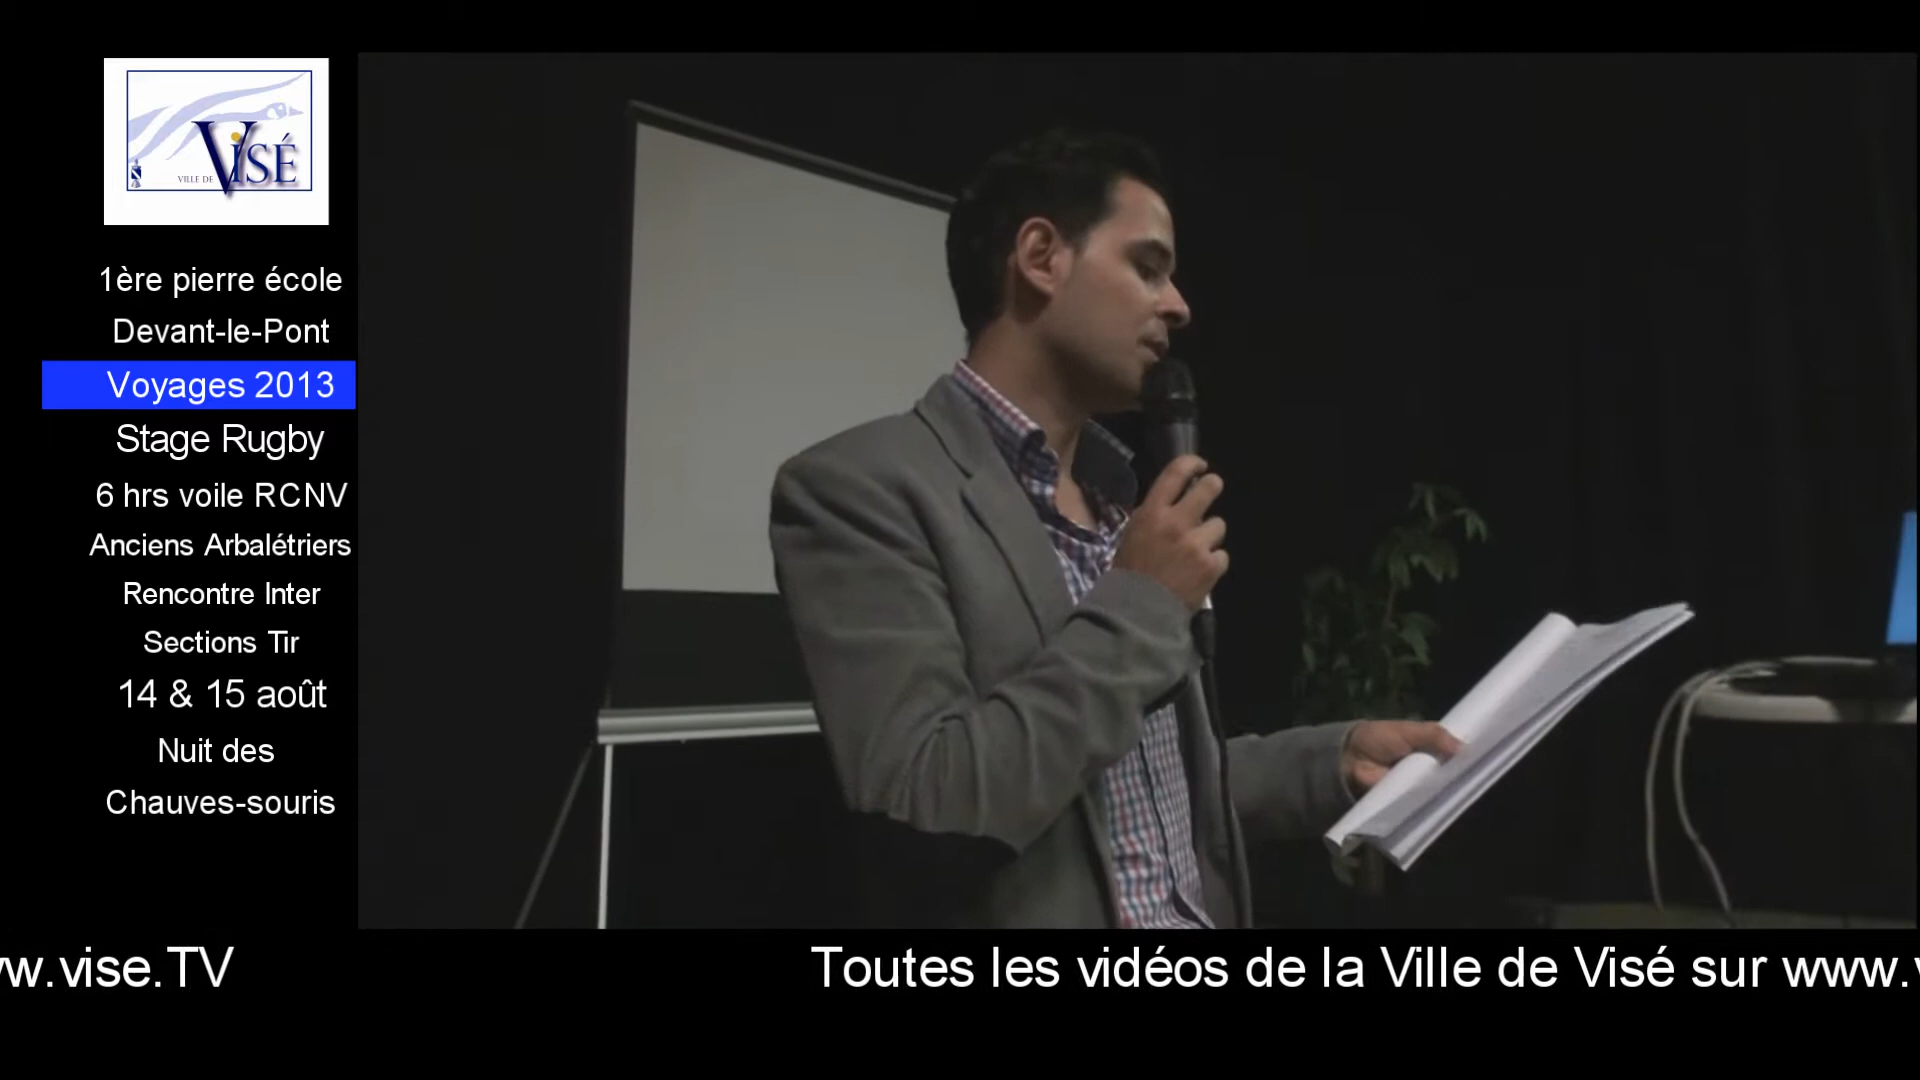 VILLE DE VISÉ
1ère pierre école
Devant-le-Pont
Voyages 2013
Stage Rugby
6 hrs voile RCNV
Anciens Arbalétriers
Rencontre Inter
Sections Tir
14 & 15 août
Nuit des
Chauves-souris
w.vise.TV
Toutes les vidéos de la Ville de Visé sur www.